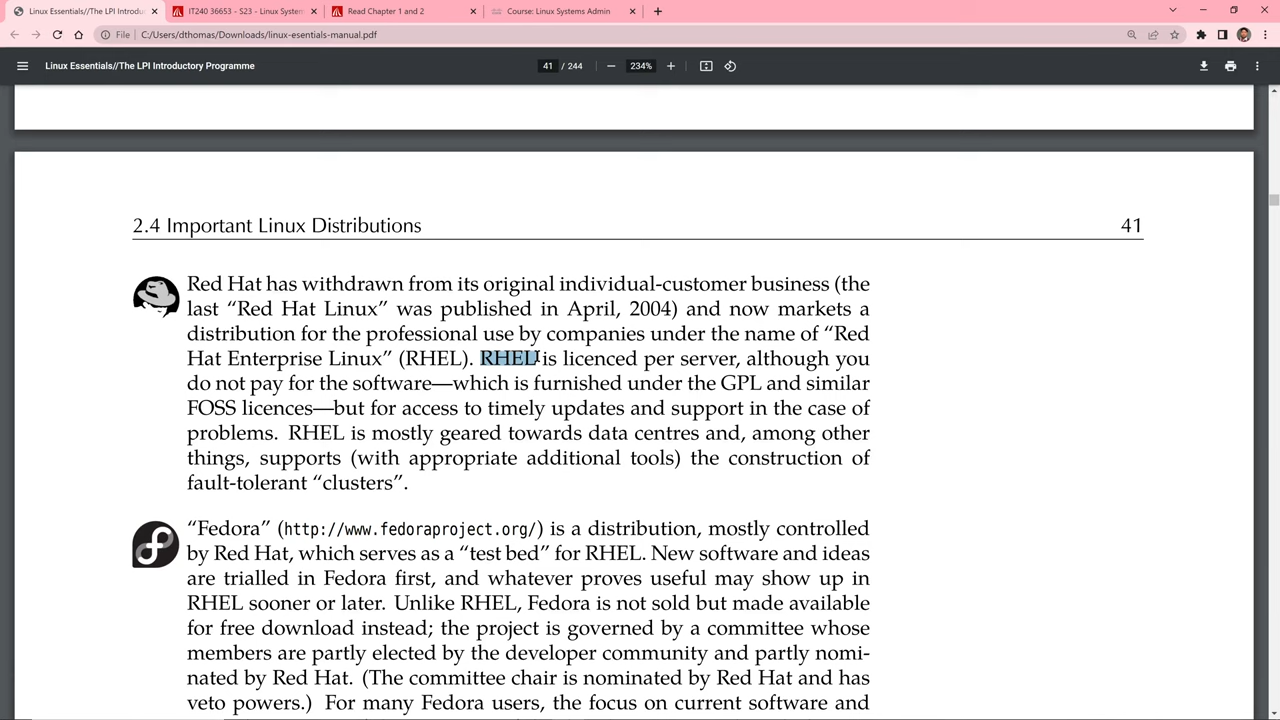 Linux Essentials//The LPI Introdu
IT240 36653 - S23 - Linux System
Read Chapter 1 and 2
Course: Linux Systems Admin
File
C:/Users/dthomas/Downloads/linux-esentials-manual.pdf
Linux Essentials//The LPI Introductory Programme
41 / 244
234%
2.4 Important Linux Distributions
41
Red Hat has withdrawn from its original individual-customer business (the
last “Red Hat Linux” was published in April, 2004) and now markets a
distribution for the professional use by companies under the name of “Red
Hat Enterprise Linux” (RHEL). RHEL is licenced per server, although you
do not pay for the software—which is furnished under the GPL and similar
FOSS licences—but for access to timely updates and support in the case of
problems. RHEL is mostly geared towards data centres and, among other
things, supports (with appropriate additional tools) the construction of
fault-tolerant “clusters”.
“Fedora” (http://www.fedoraproject.org/) is a distribution, mostly controlled
by Red Hat, which serves as a “test bed” for RHEL. New software and ideas
are trialled in Fedora first, and whatever proves useful may show up in
RHEL sooner or later. Unlike RHEL, Fedora is not sold but made available
for free download instead; the project is governed by a committee whose
members are partly elected by the developer community and partly nomi-
nated by Red Hat. (The committee chair is nominated by Red Hat and has
veto powers.) For many Fedora users, the focus on current software and